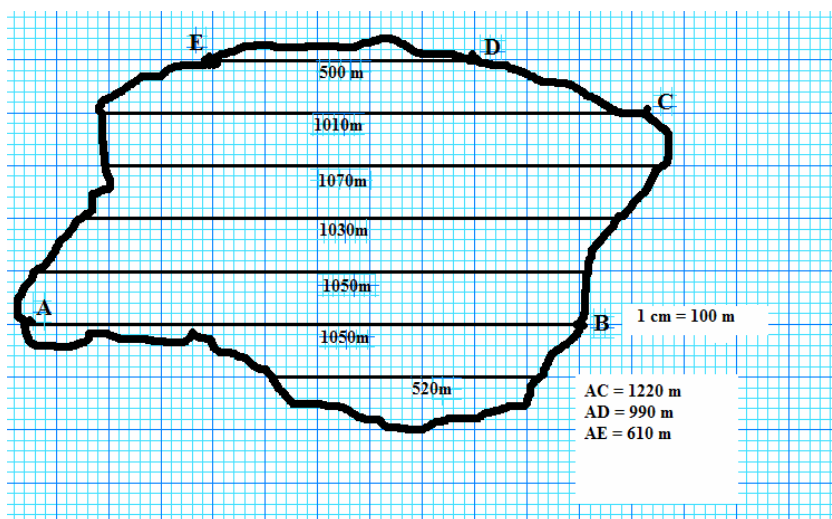 E
D
500 m
C
1010m
1070m
1030m
1050m
A
B
1 cm = 100 m
1050m
520m
AC = 1220 m
AD = 990 m
AE = 610 m